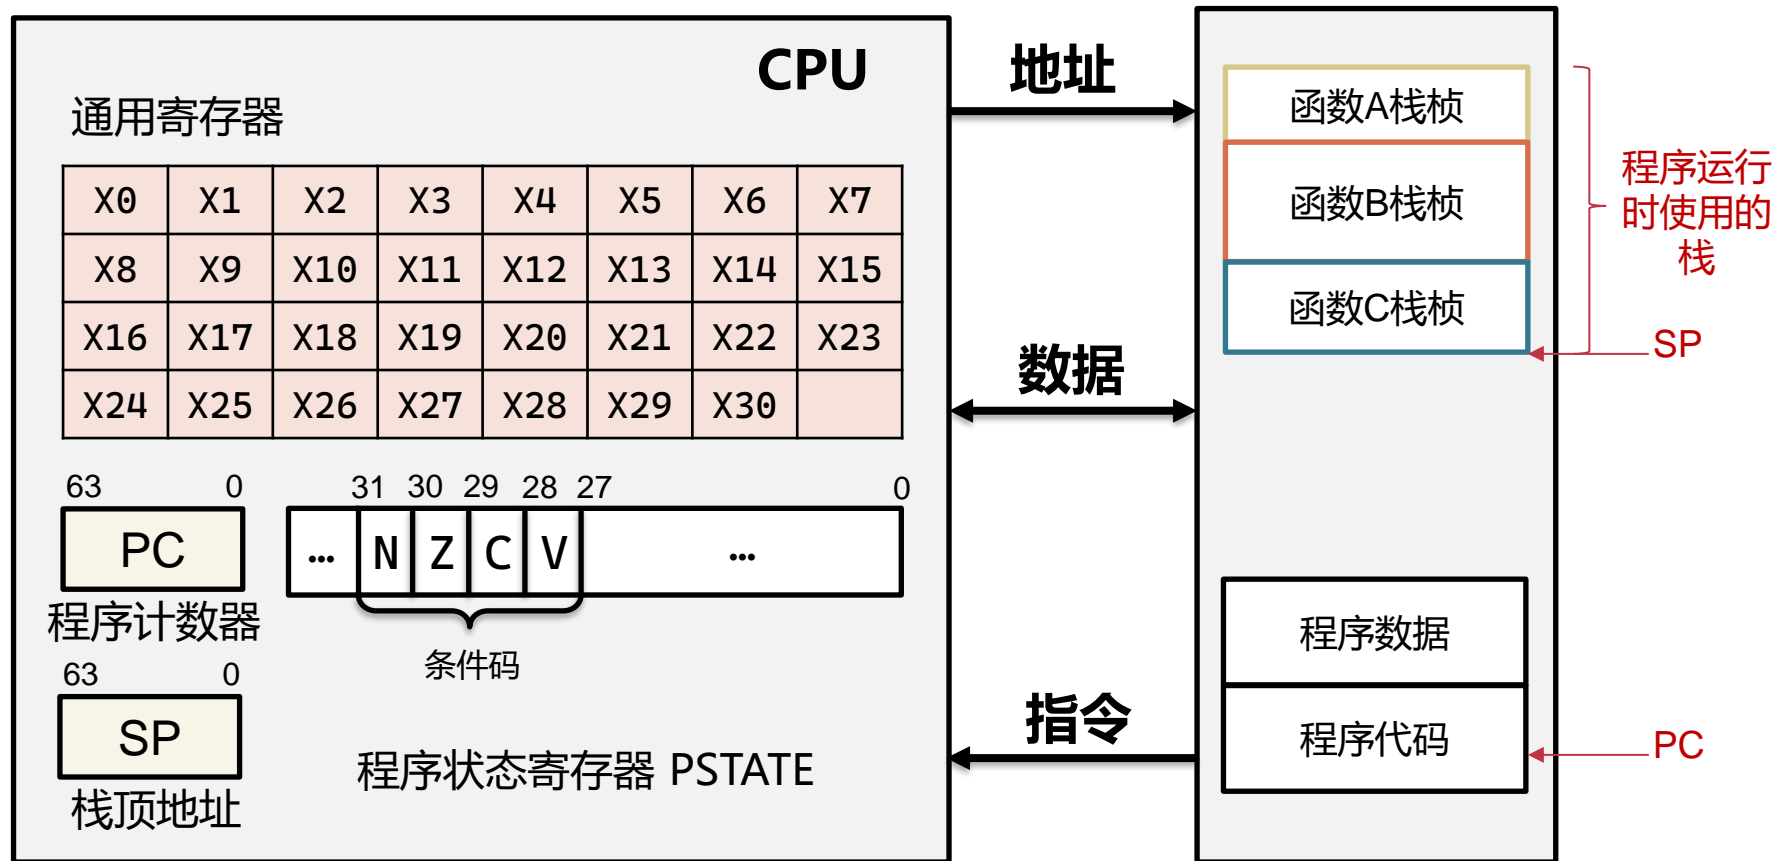 CPU
通用寄存器
X0 X1 X2 X3 X4 X5 X6 X7
X8 X9 X10 X11 X12 X13 X14 X15
X16 X17 X18 X19 X20 X21 X22 X23
X24 X25 X26 X27 X28 X29 X30
63 0
PC
程序计数器
63 0
SP
栈顶地址
31 30 29 28 27 0
… N Z C V …
条件码
程序状态寄存器 PSTATE
地址
数据
指令
函数A栈桢
函数B栈桢
函数C栈桢
程序数据
程序代码
程序运行
时使用的
栈
SP
PC